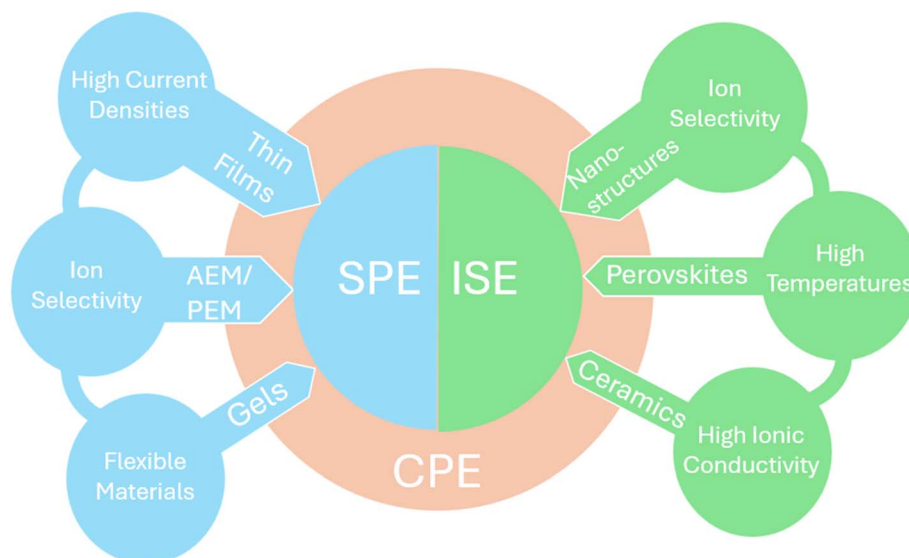 High Current
Densities
Thin
Films
Ion
Selectivity
AEM/
PEM
Flexible
Materials
Gels
SPE
ISE
CPE
Ion
Selectivity
Nano-
structures
High
Temperatures
Perovskites
High Ionic
Conductivity
Ceramics